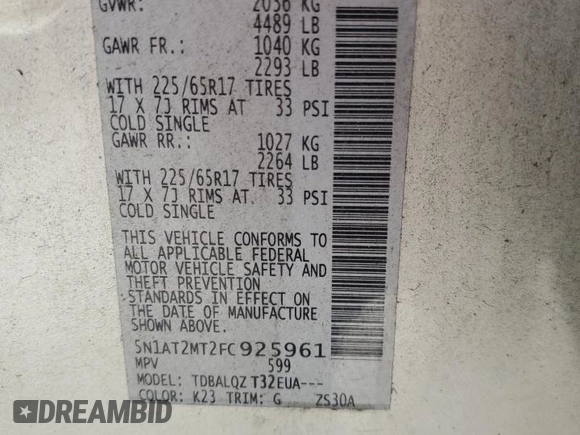 GVWR: 2036 KG
4489 LB
GAWR FR.: 1040 KG
2293 LB
WITH 225/65R17 TIRES
17 X 7J RIMS AT 33 PSI
COLD SINGLE
GAWR RR.: 1027 KG
2264 LB
WITH 225/65R17 TIRES
17 X 7J RIMS AT 33 PSI
COLD SINGLE
THIS VEHICLE CONFORMS TO
ALL APPLICABLE FEDERAL
MOTOR VEHICLE SAFETY AND
THEFT PREVENTION
STANDARDS IN EFFECT ON
THE DATE OF MANUFACTURE
SHOWN ABOVE.
5N1AT2MT2FC925961
MPV 599
MODEL: TDBALQZ T32EUA---
COLOR: K23 TRIM: G ZS30A
DREAMBID